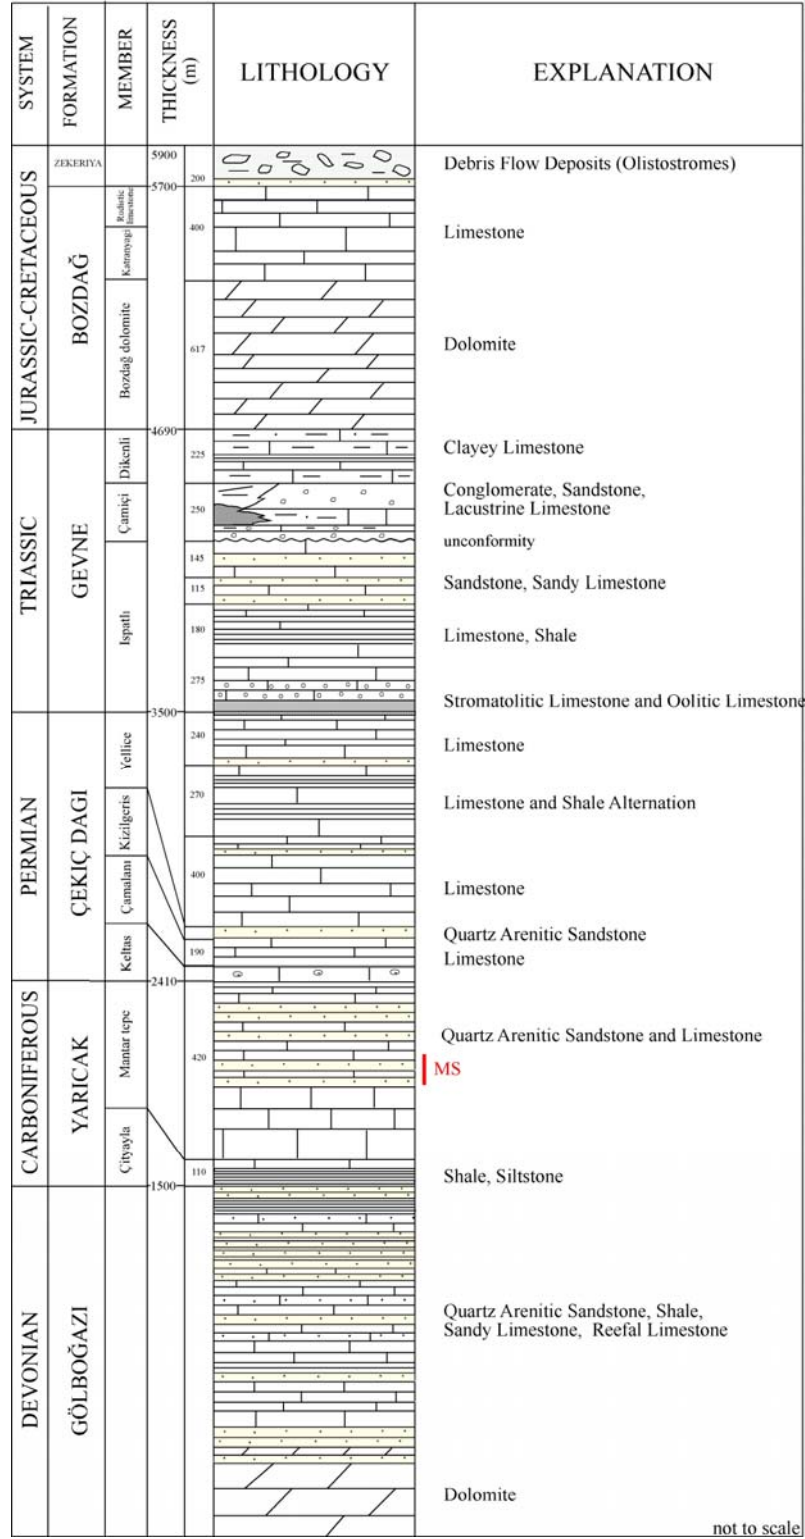 SYSTEM
FORMATION
MEMBER
THICKNESS
(m)
LITHOLOGY
EXPLANATION
JURASSIC-CRETACEOUS
ZEKERIYA
5900
200
Debris Flow Deposits (Olistostromes)
5700
BOZDAĞ
Rudistic
limestone
400
Limestone
Katranyagi
Bozdağ dolomite
617
Dolomite
4690
TRIASSIC
GEVNE
Dikenli
225
Clayey Limestone
Çamiçi
250
Conglomerate, Sandstone,
Lacustrine Limestone
unconformity
Ispatlı
145
115
Sandstone, Sandy Limestone
180
Limestone, Shale
275
Stromatolitic Limestone and Oolitic Limestone
3500
PERMIAN
ÇEKIÇ DAGI
Yellice
240
Limestone
Kizilgeris
270
Limestone and Shale Alternation
Çamalanı
400
Limestone
Quartz Arenitic Sandstone
Keltas
190
Limestone
2410
CARBONIFEROUS
YARICAK
Mantar tepe
420
Quartz Arenitic Sandstone and Limestone
MS
Çityayla
110
Shale, Siltstone
1500
DEVONIAN
GÖLBOĞAZI
Quartz Arenitic Sandstone, Shale,
Sandy Limestone, Reefal Limestone
Dolomite
not to scale